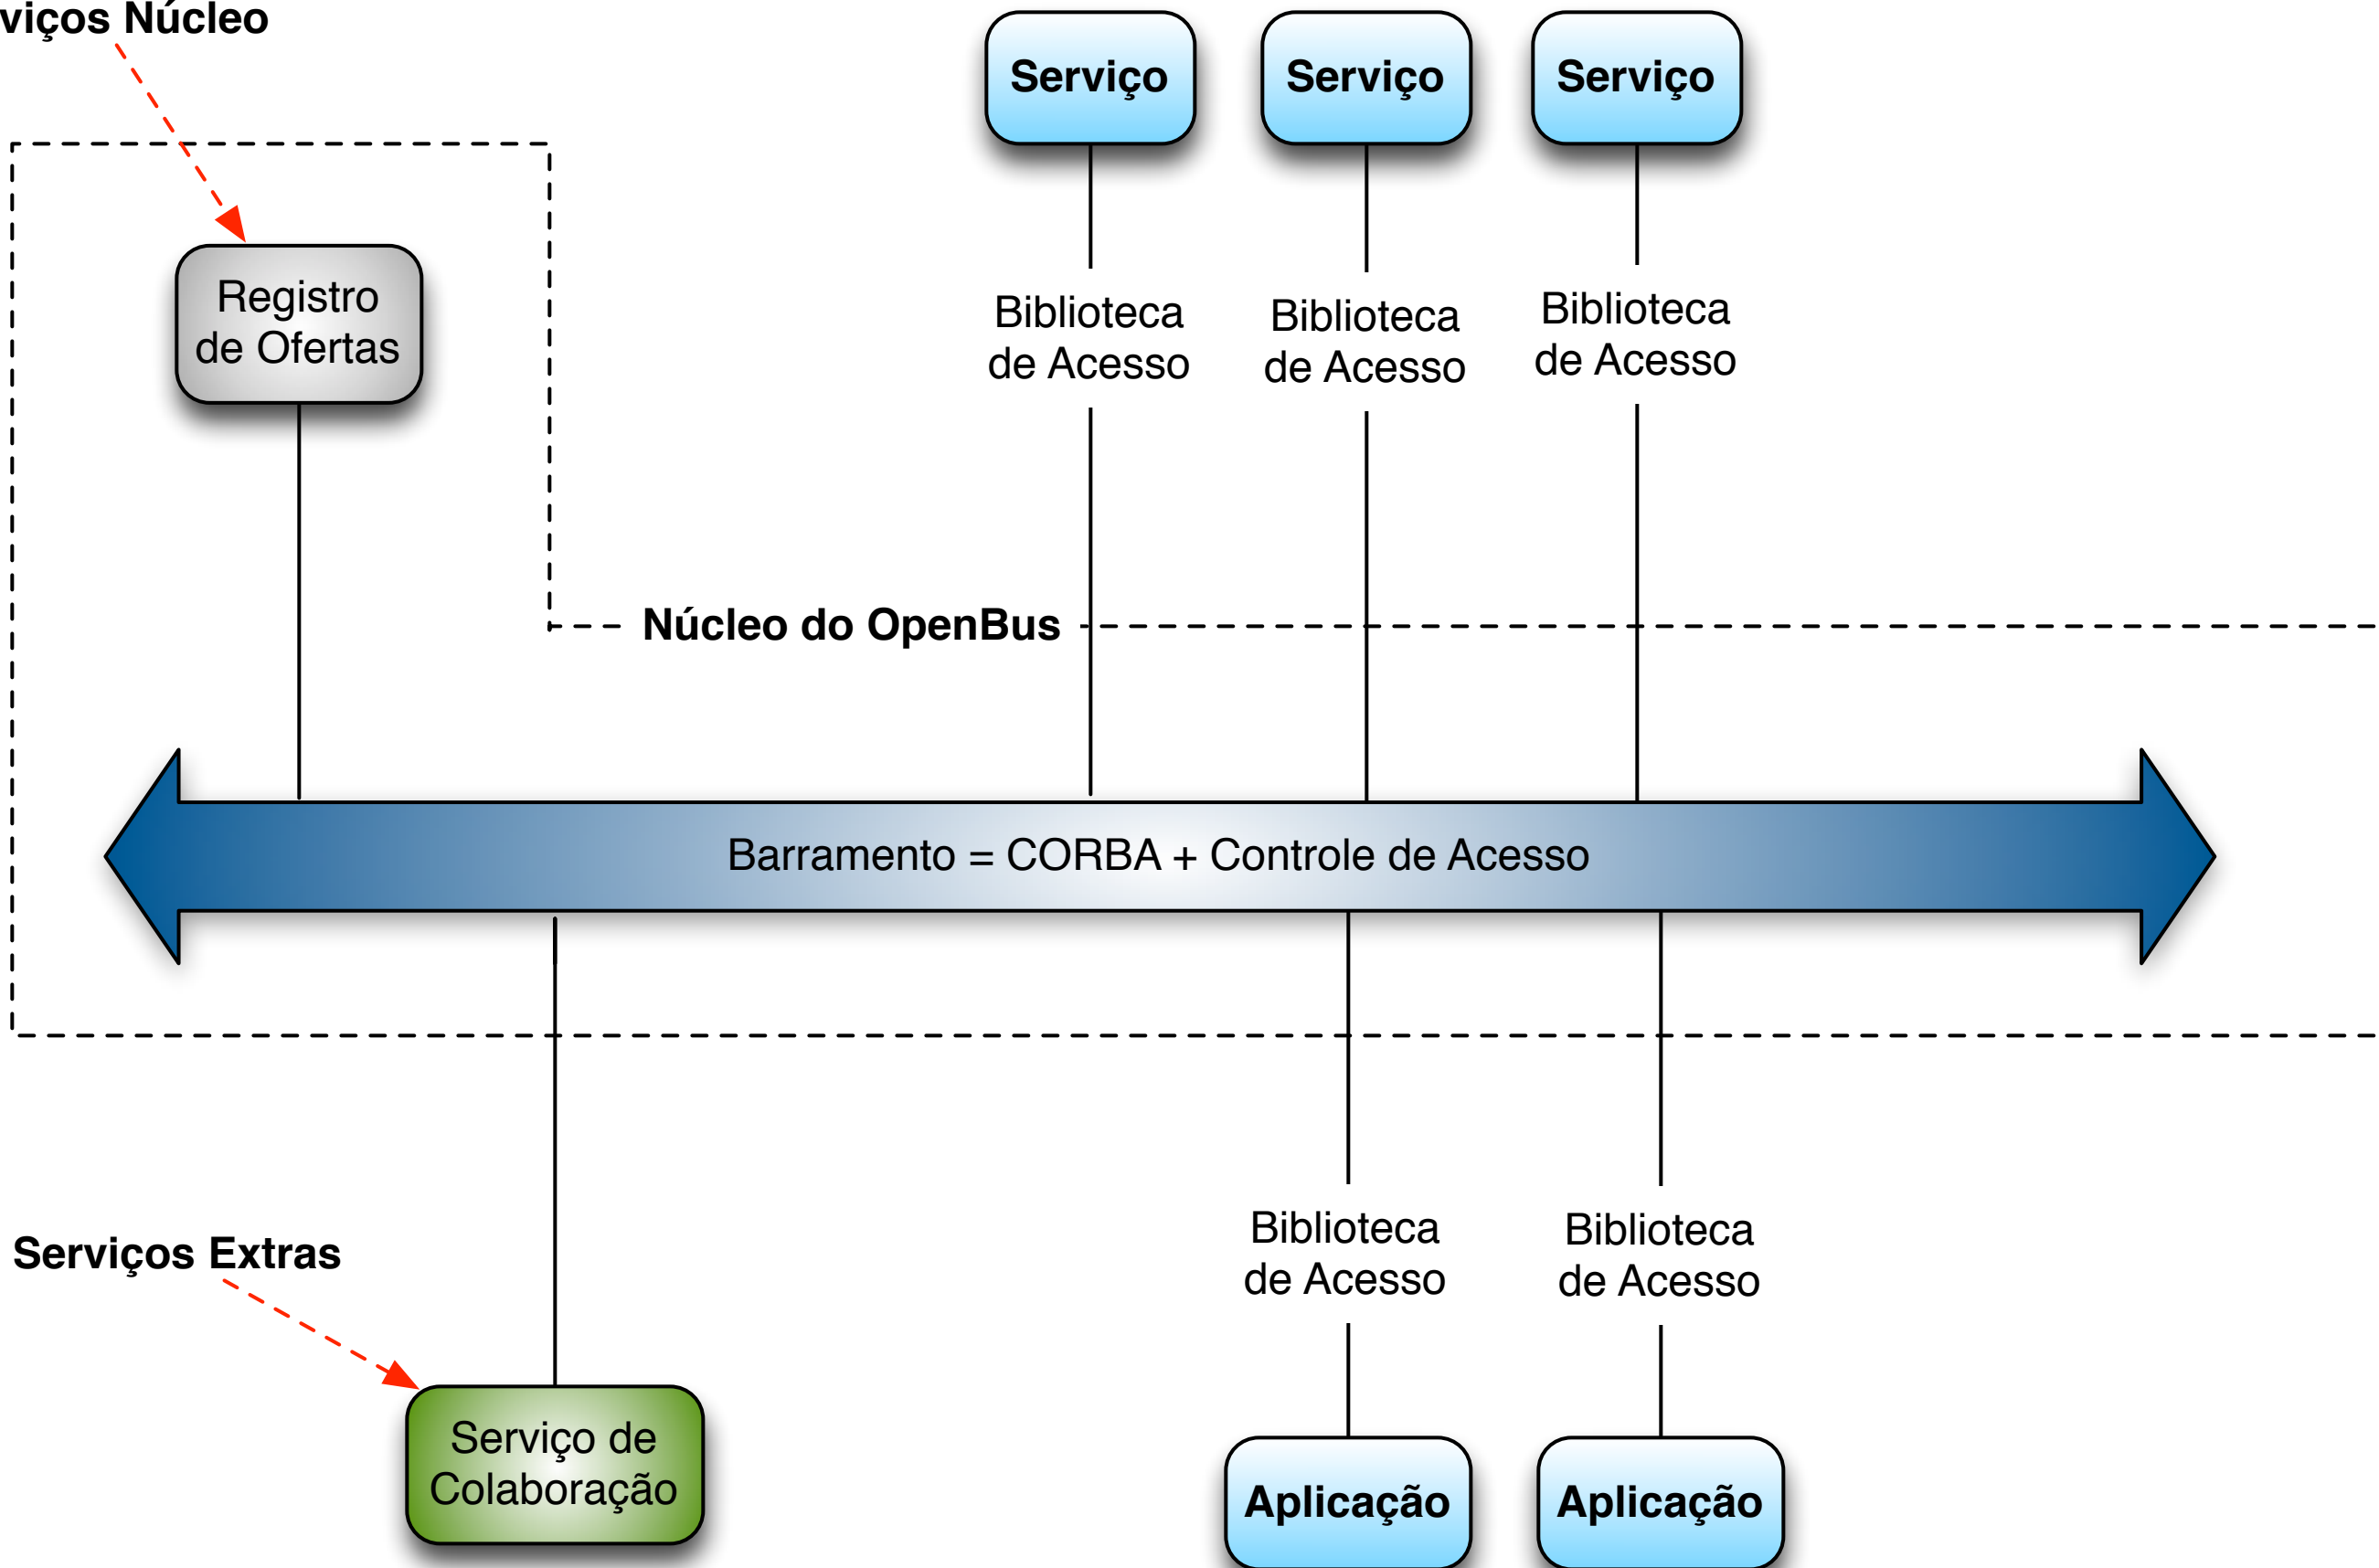 viços Núcleo
Serviço
Serviço
Serviço
Registro
de Ofertas
Biblioteca
de Acesso
Biblioteca
de Acesso
Biblioteca
de Acesso
Núcleo do OpenBus
Barramento = CORBA + Controle de Acesso
Serviços Extras
Biblioteca
de Acesso
Biblioteca
de Acesso
Serviço de
Colaboração
Aplicação
Aplicação